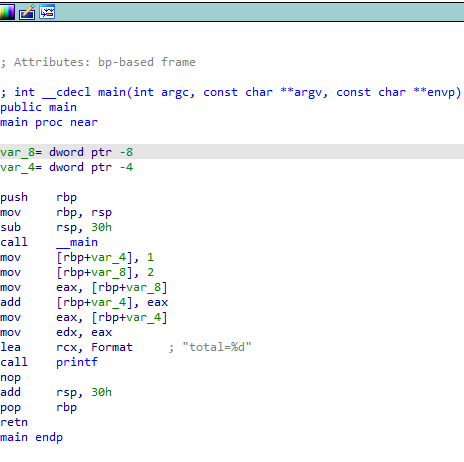 ; Attributes: bp-based frame
; int __cdecl main(int argc, const char **argv, const char **envp)
public main
main proc near
var_8= dword ptr -8
var_4= dword ptr -4
push rbp
mov rbp, rsp
sub rsp, 30h
call __main
mov [rbp+var_4], 1
mov [rbp+var_8], 2
mov eax, [rbp+var_8]
add [rbp+var_4], eax
mov eax, [rbp+var_4]
mov edx, eax
lea rcx, Format ; "total=%d"
call printf
nop
add rsp, 30h
pop rbp
retn
main endp